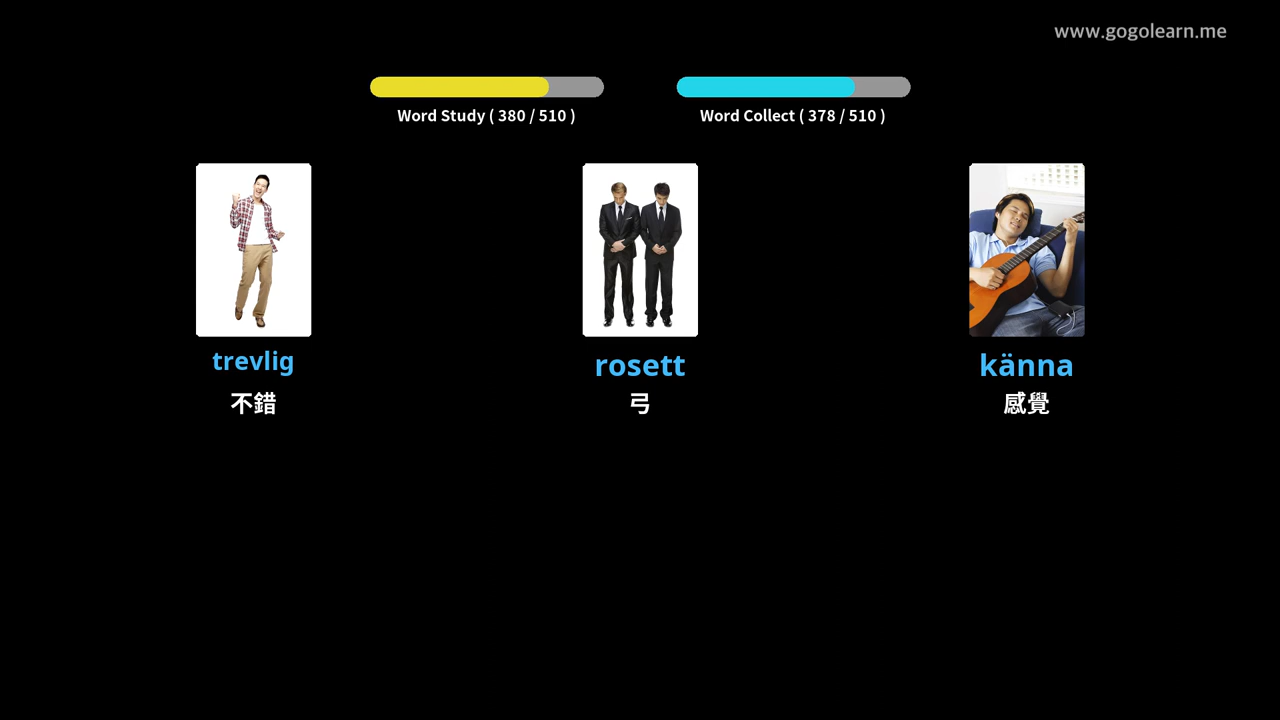 www.gogolearn.me
Word Study ( 380 / 510 )
Word Collect ( 378 / 510 )
trevlig
rosett
känna
不錯
弓
感覺